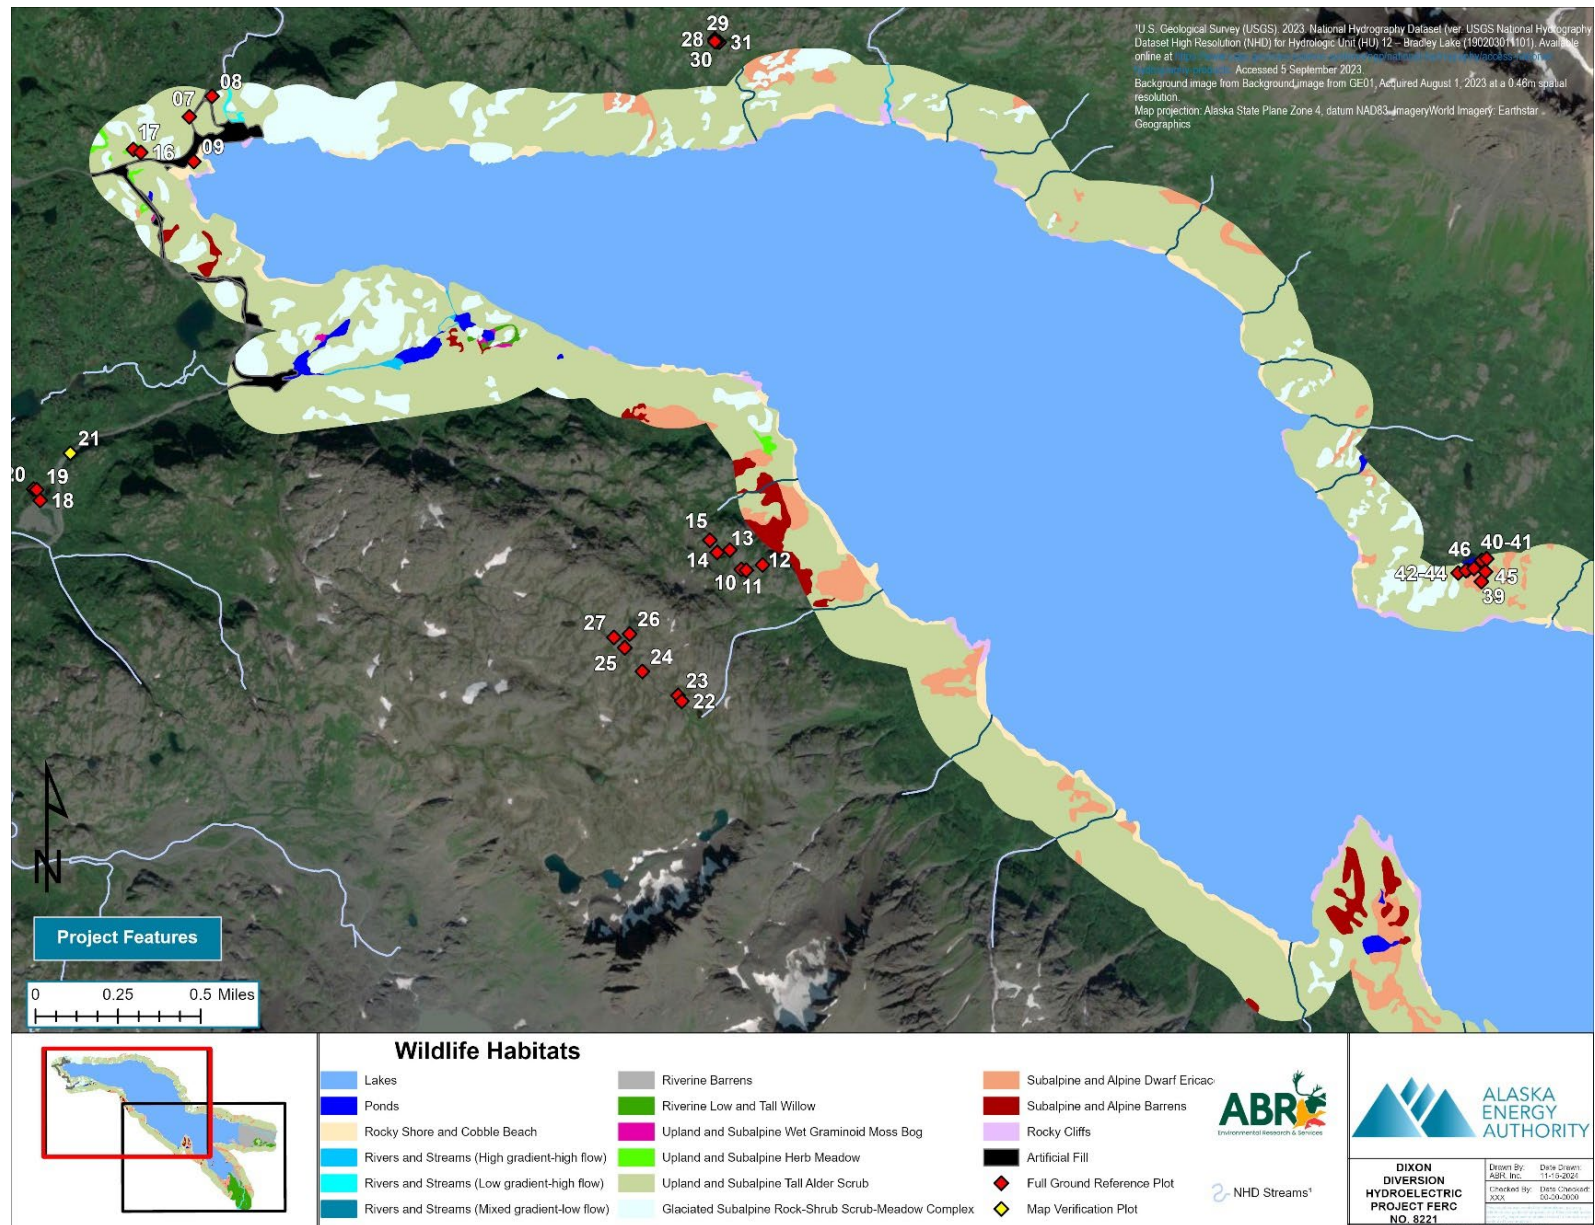 ¹U.S. Geological Survey (USGS). 2023. National Hydrography Dataset (ver. USGS National Hydrography
Dataset High Resolution (NHD) for Hydrologic Unit (HU) 12 – Bradley Lake (190203011101). Available
online at
Accessed 5 September 2023.
Background image from Background image from GE01, Acquired August 1, 2023 at a 0.46m spatial
resolution.
Map projection: Alaska State Plane Zone 4, datum NAD83. ImageryWorld Imagery: Earthstar
Geographics
29
28 31
30
08
07
17
16
09
21
20 19
18
15
13
14
12
10 11
46 40-41
42-44
45
39
27 26
25
24
23
22
N
Project Features
0 0.25 0.5 Miles
Wildlife Habitats
Lakes
Ponds
Rocky Shore and Cobble Beach
Rivers and Streams (High gradient-high flow)
Rivers and Streams (Low gradient-high flow)
Rivers and Streams (Mixed gradient-low flow)
Riverine Barrens
Riverine Low and Tall Willow
Upland and Subalpine Wet Graminoid Moss Bog
Upland and Subalpine Herb Meadow
Upland and Subalpine Tall Alder Scrub
Glaciated Subalpine Rock-Shrub Scrub-Meadow Complex
Subalpine and Alpine Dwarf Ericac
Subalpine and Alpine Barrens
Rocky Cliffs
Artificial Fill
Full Ground Reference Plot
Map Verification Plot
NHD Streams¹
ABR
Environmental Research & Services
ALASKA
ENERGY
AUTHORITY
DIXON
DIVERSION
HYDROELECTRIC
PROJECT FERC
NO. 8221
Drawn By: Date Drawn:
ABR, Inc. 11-15-2024
Checked By: Date Checked:
XXX 00-00-0000